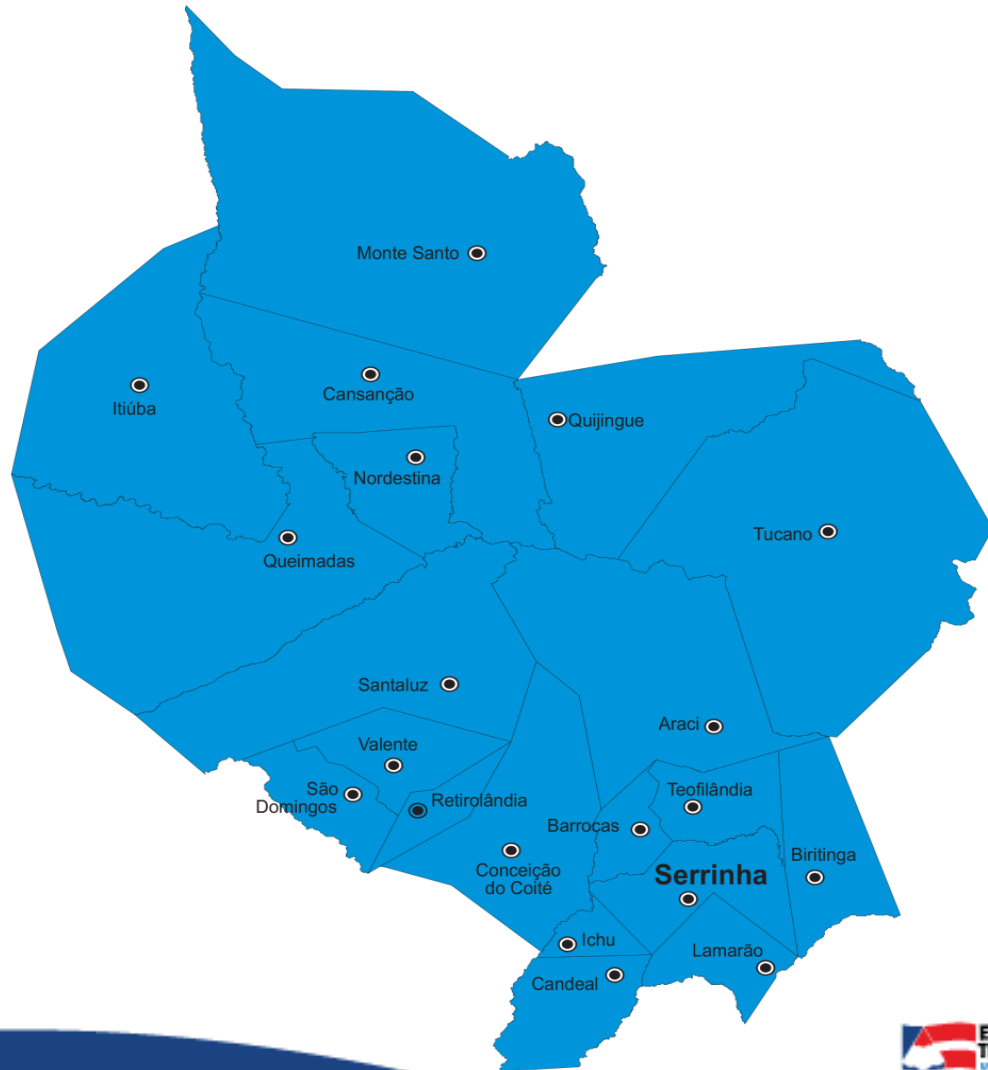 Monte Santo
Cansanção
Itiúba
Quijingue
Nordestina
Tucano
Queimadas
Santaluz
Araci
Valente
São
Domingos
Retirolândia
Teofilândia
Barrocas
Conceição
do Coité
Biritinga
Serrinha
Ichu
Lamarão
Candeal